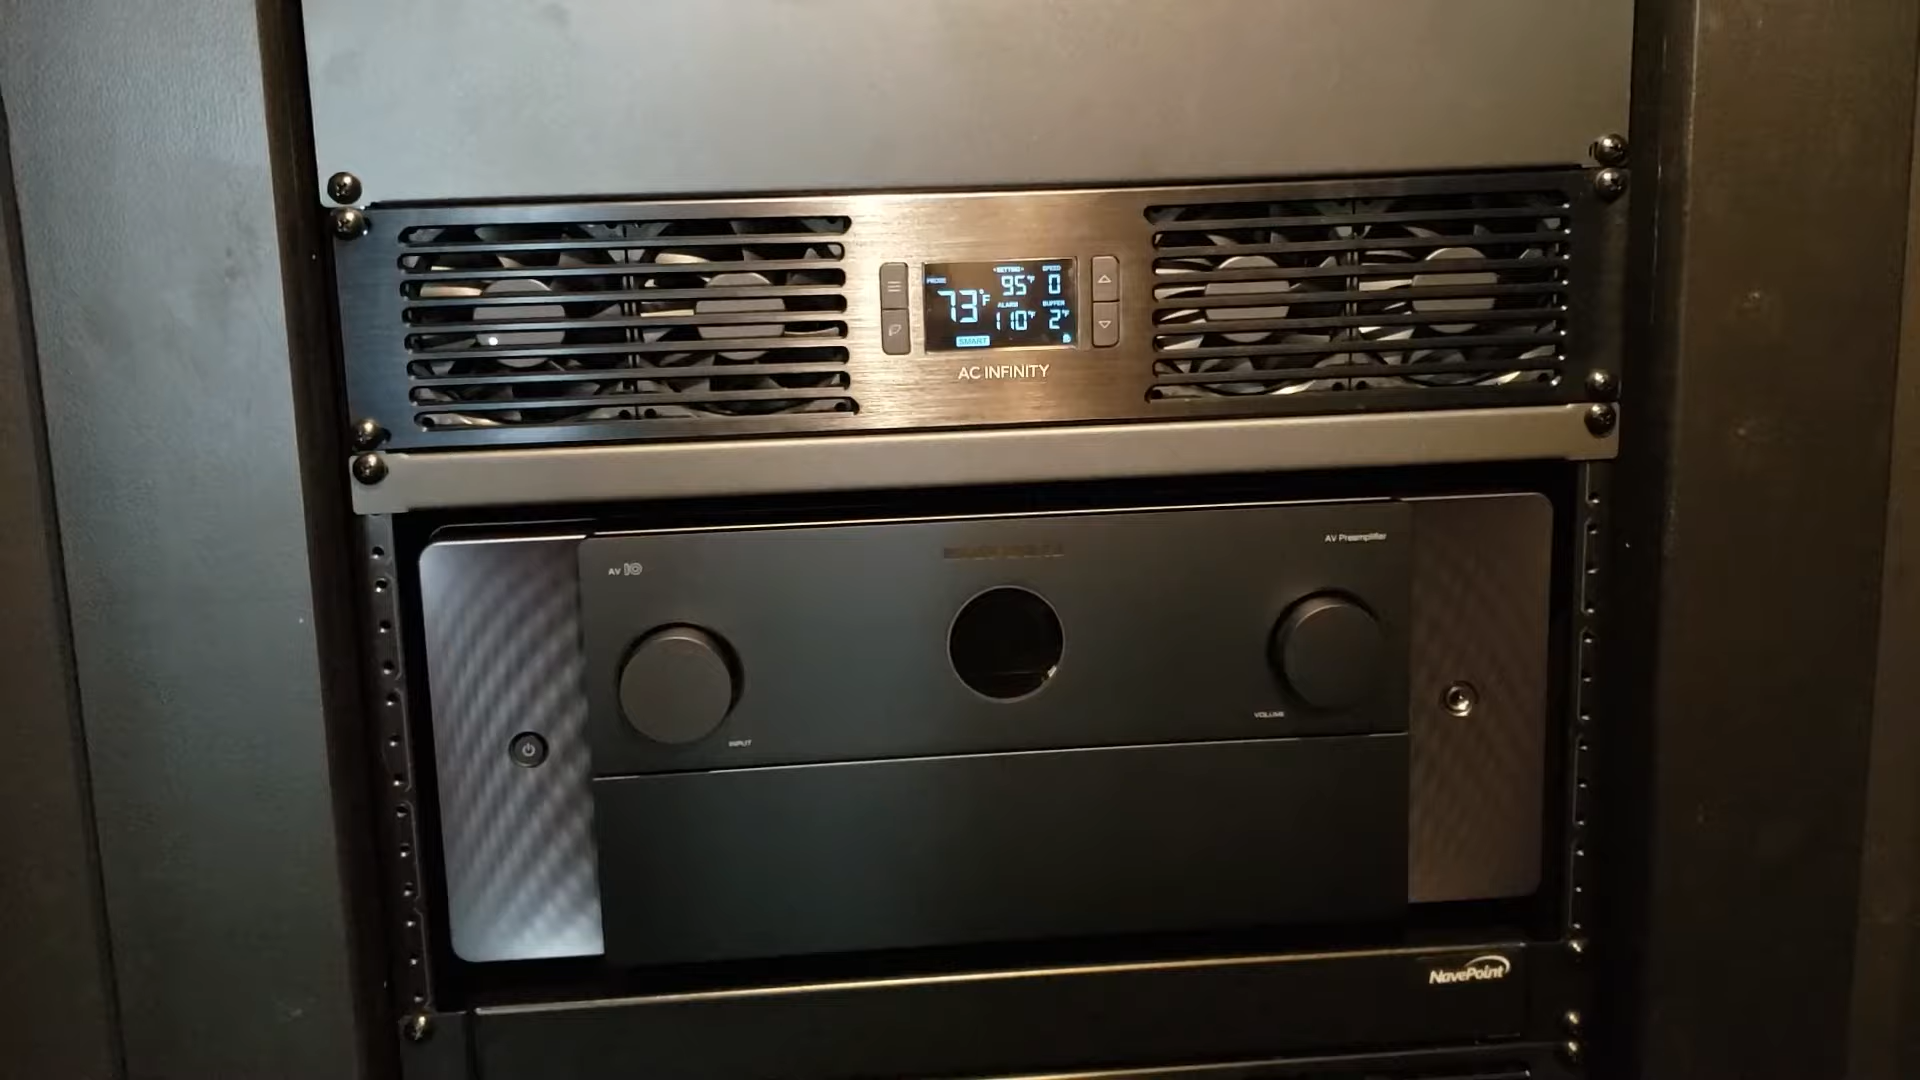 SETTING SPEED
PROBE 95°F 0
73°F ALARM BUFFER
110°F 2°F
SMART
AC INFINITY
AV Preamplifier
AV 10
VOLUME
INPUT
NavePoint